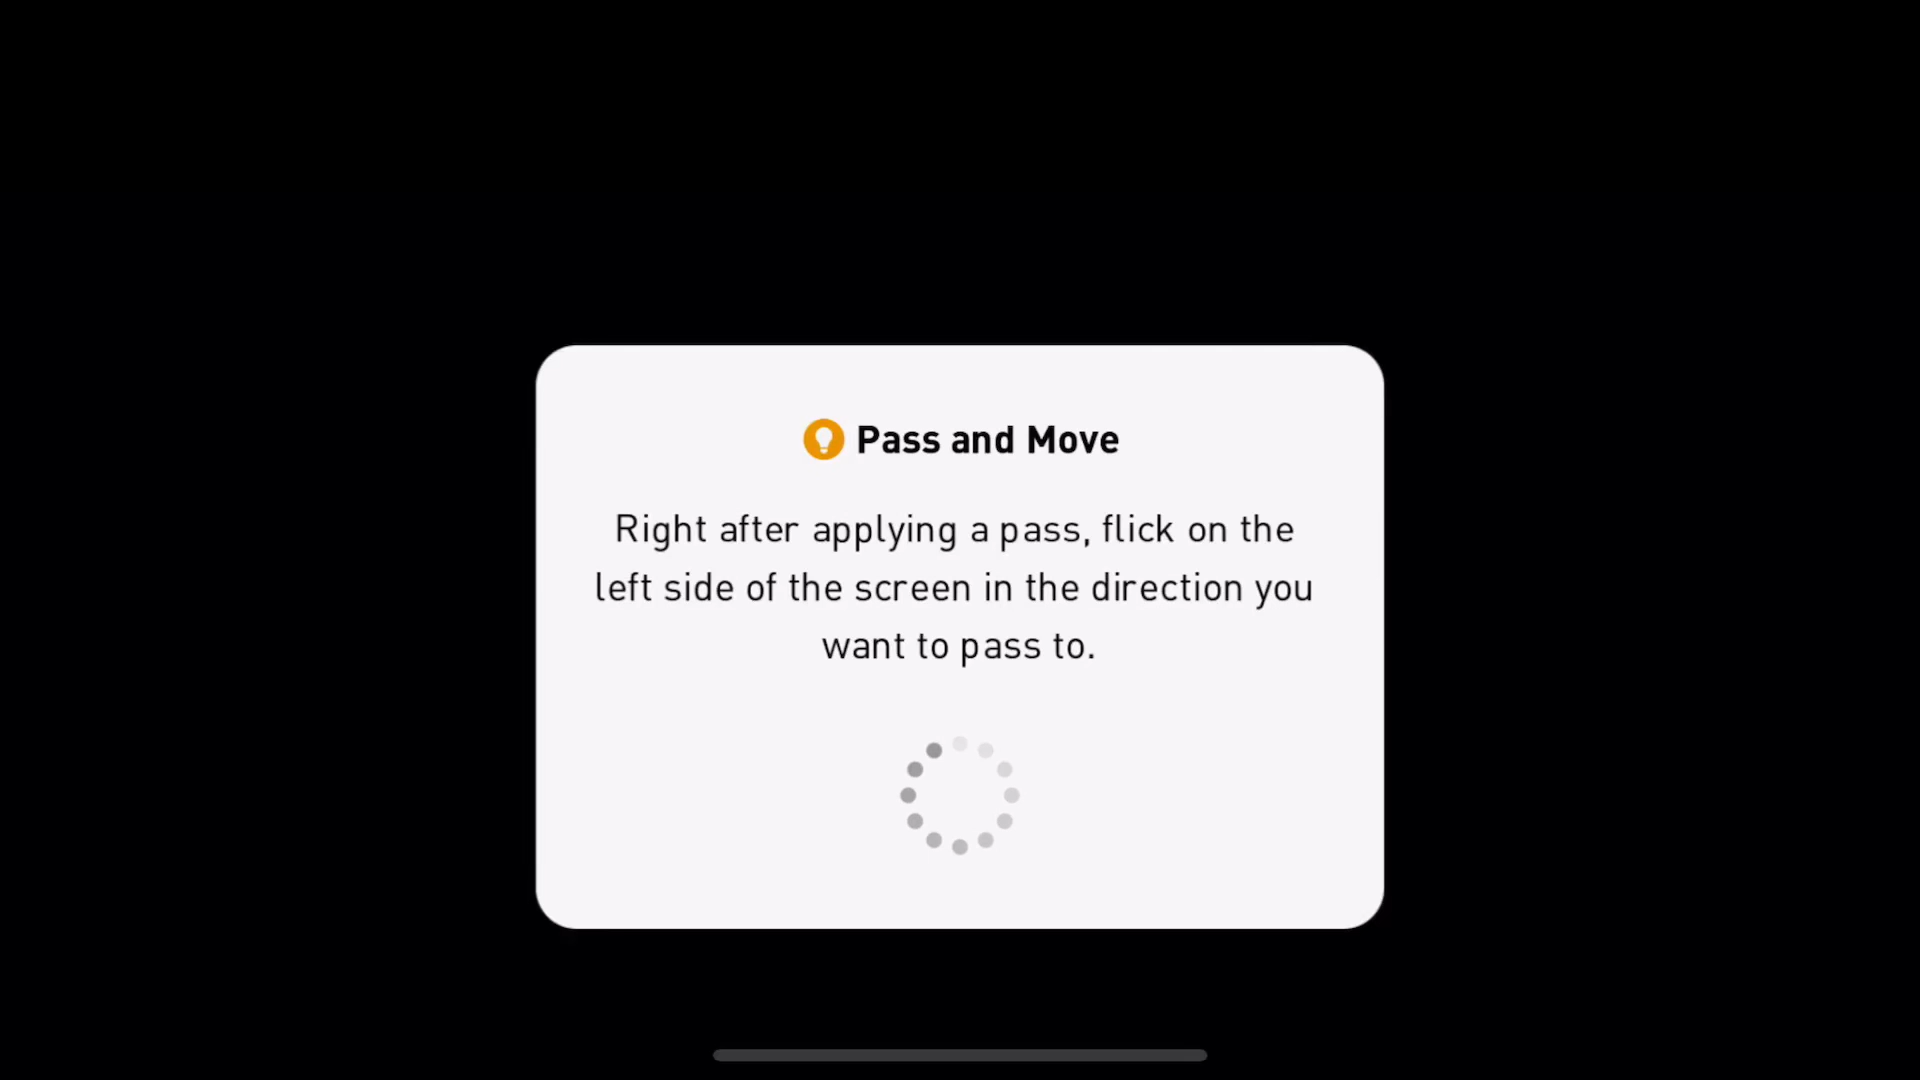 Pass and Move
Right after applying a pass, flick on the
left side of the screen in the direction you
want to pass to.